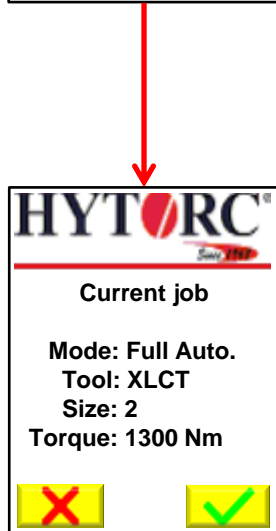 HYTORC®
Since 1968
Current job
Mode: Full Auto.
Tool: XLCT
Size: 2
Torque: 1300 Nm